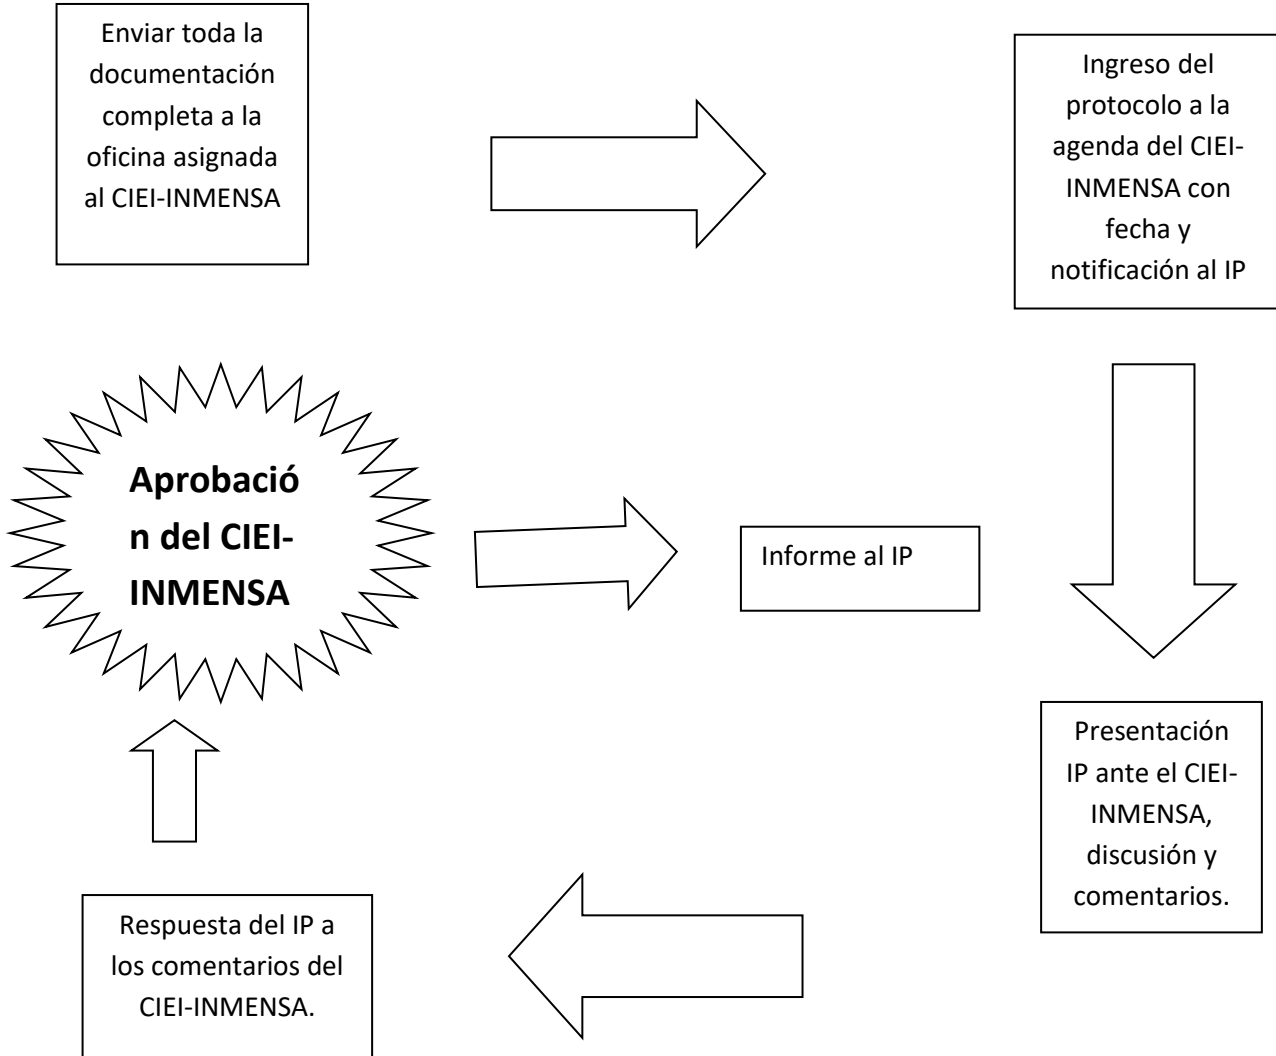 Enviar toda la
documentación
completa a la
oficina asignada
al CIEI-INMENSA
Ingreso del
protocolo a la
agenda del CIEI-
INMENSA con
fecha y
notificación al IP
Presentación
IP ante el CIEI-
INMENSA,
discusión y
comentarios.
Respuesta del IP a
los comentarios del
CIEI-INMENSA.
Aprobació
n del CIEI-
INMENSA
Informe al IP